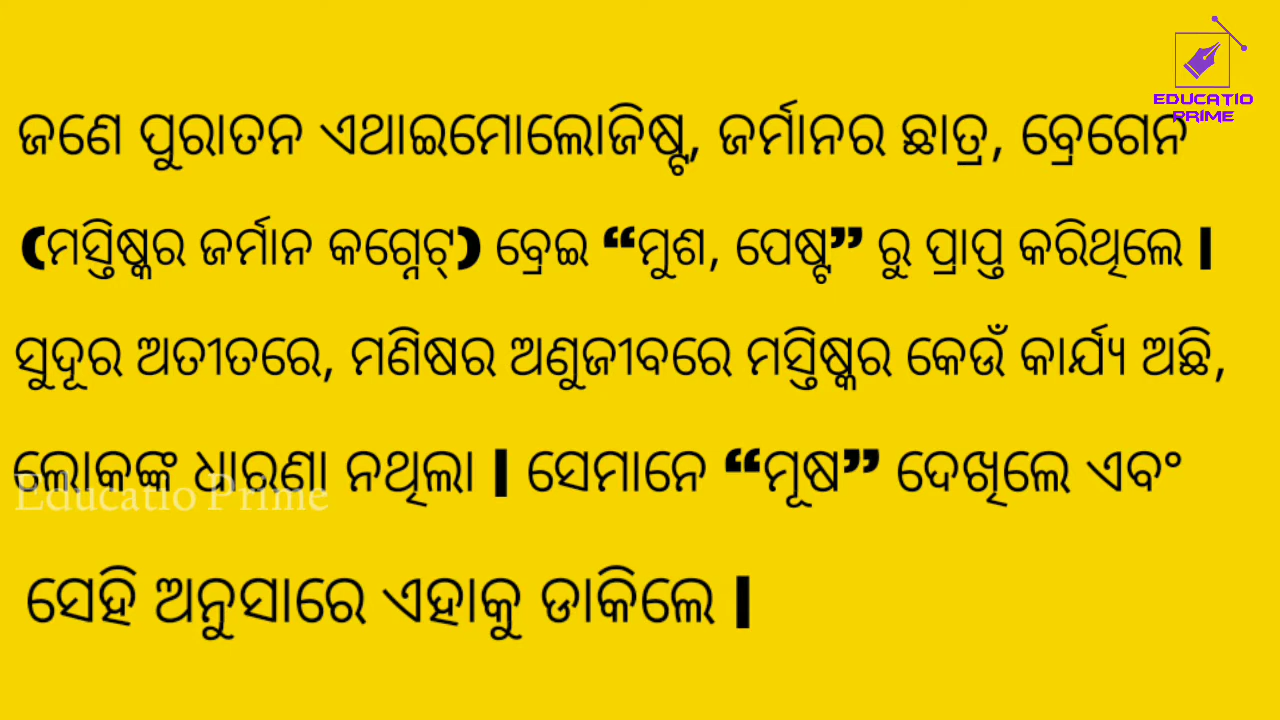 EDUCATIO
PRIME
ଜଣେ ପୁରାତନ ଏଥାଇମୋଲୋଜିଷ୍ଟ, ଜର୍ମାନର ଛାତ୍ର, ବ୍ରେଗେନ
(ମସ୍ତିଷ୍କର ଜର୍ମାନ କଗ୍ନେଟ୍) ବ୍ରେଇ “ମୁଶ, ପେଷ୍ଟ” ରୁ ପ୍ରାପ୍ତ କରିଥିଲେ |
ସୁଦୂର ଅତୀତରେ, ମଣିଷର ଅଣୁଜୀବରେ ମସ୍ତିଷ୍କର କେଉଁ କାର୍ଯ୍ୟ ଅଛି,
ଲୋକଙ୍କ ଧାରଣା ନଥିଲା | ସେମାନେ “ମୂଷ” ଦେଖିଲେ ଏବଂ
Educatio Prime
ସେହି ଅନୁସାରେ ଏହାକୁ ଡାକିଲେ |